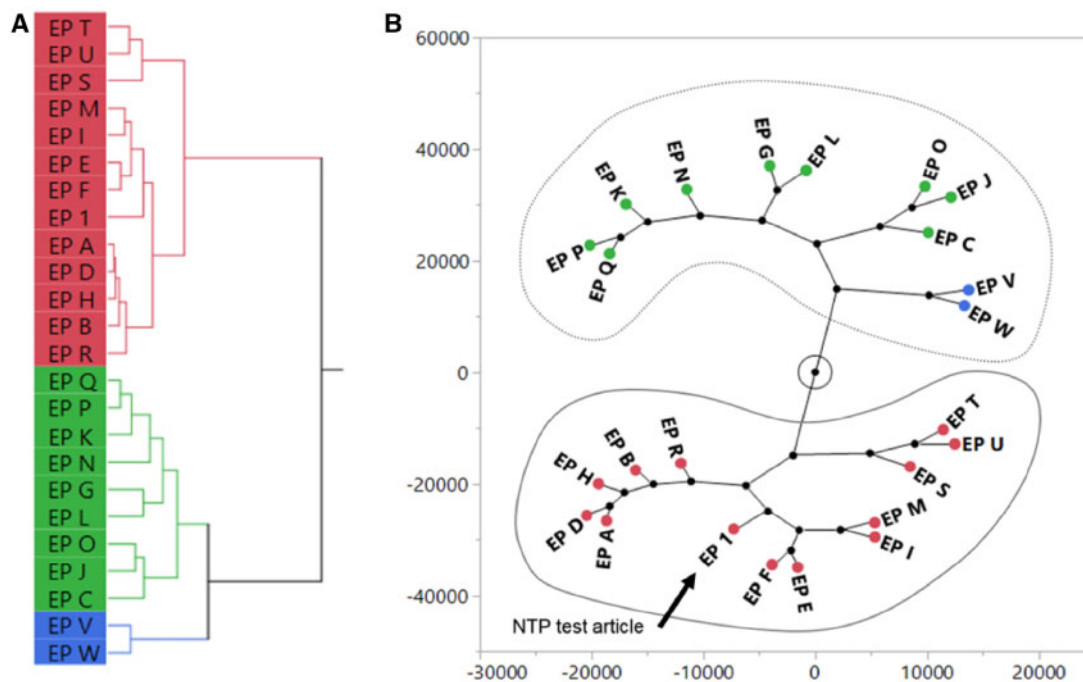 A
EP T
EP U
EP S
EP M
EP I
EP E
EP F
EP 1
EP A
EP D
EP H
EP B
EP R
EP Q
EP P
EP K
EP N
EP G
EP L
EP O
EP J
EP C
EP V
EP W
B
60000
40000
20000
0
-20000
-40000
-30000
-20000
-10000
0
10000
20000
EP G
EP L
EP N
EP K
EP P
EP Q
EP O
EP J
EP C
EP V
EP W
EP T
EP U
EP S
EP R
EP B
EP H
EP D
EP A
EP M
EP I
EP 1
EP F
EP E
NTP test article